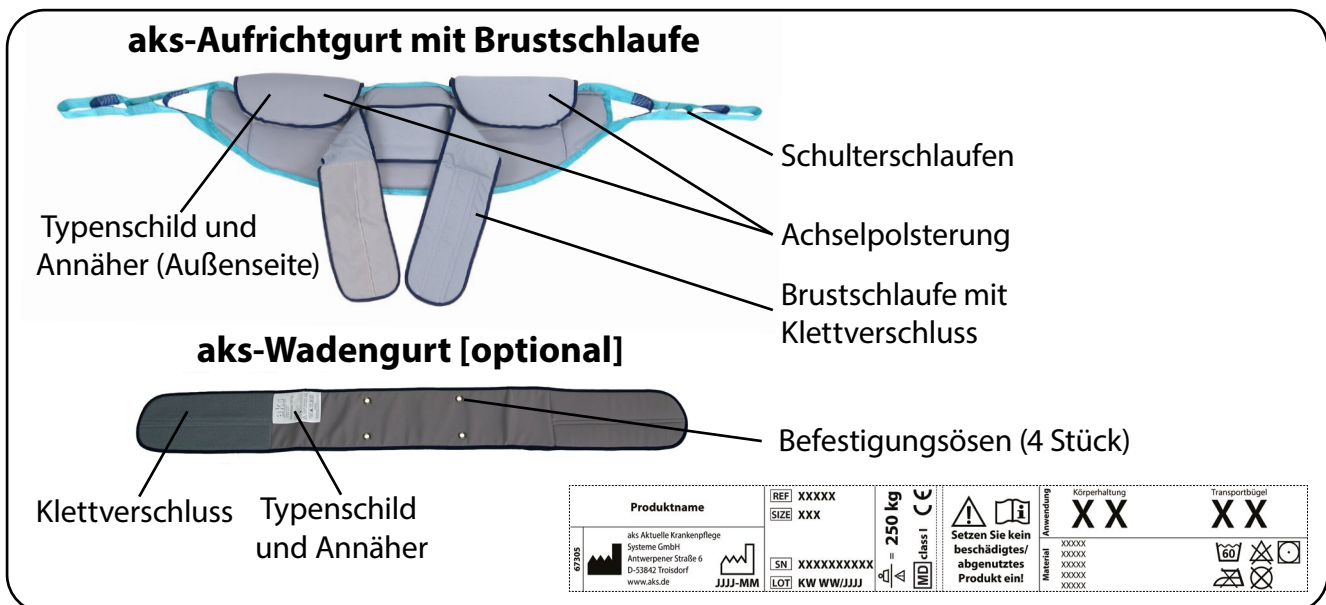 aks-Aufrichtgurt mit Brustschlaufe
Schulterschlaufen
Typenschild und
Annäher (Außenseite)
Achselpolsterung
Brustschlaufe mit
Klettverschluss
aks-Wadengurt [optional]
Befestigungsösen (4 Stück)
Klettverschluss
Typenschild
und Annäher
67305
Produktname
aks Aktuelle Krankenpflege
Systeme GmbH
Antwerpener Straße 6
D-53842 Troisdorf
www.aks.de
JJJJ-MM
REF XXXXX
SIZE XXX
SN XXXXXXXXXX
LOT KW WW/JJJJ
= 250 kg
MD class I CE
Setzen Sie kein
beschädigtes/
abgenutztes
Produkt ein!
Anwendung
Körperhaltung
X X
Transportbügel
X X
Material
XXXXX
XXXXX
XXXXX
XXXXX
XXXXX
60